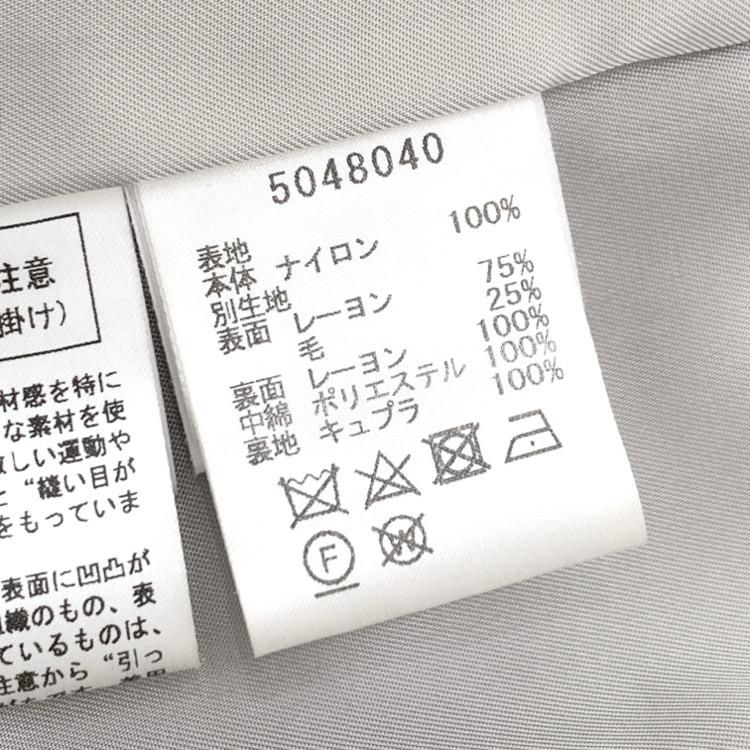 5048040
表地
本体 ナイロン 100%
別生地
表面 レーヨン 75%
毛 25%
裏面 レーヨン 100%
中綿 ポリエステル 100%
裏地 キュプラ 100%
F
W
注意
掛け）
材感を特に
な素材を使
激しい運動や
と“縫い目が
をもっていま
表面に凹凸が
組織のもの、表
ているものは、
注意から“引っ